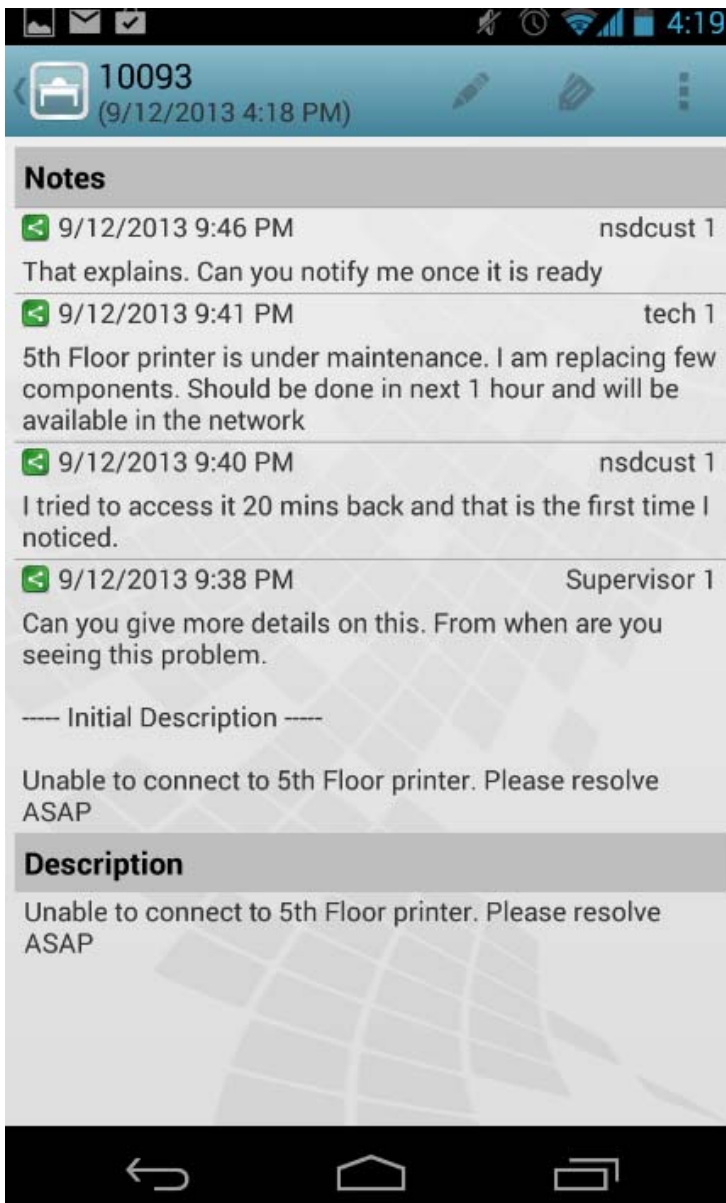 4:19
10093
(9/12/2013 4:18 PM)
Notes
9/12/2013 9:46 PM nsdcust 1
That explains. Can you notify me once it is ready
9/12/2013 9:41 PM tech 1
5th Floor printer is under maintenance. I am replacing few
components. Should be done in next 1 hour and will be
available in the network
9/12/2013 9:40 PM nsdcust 1
I tried to access it 20 mins back and that is the first time I
noticed.
9/12/2013 9:38 PM Supervisor 1
Can you give more details on this. From when are you
seeing this problem.
----- Initial Description -----
Unable to connect to 5th Floor printer. Please resolve
ASAP
Description
Unable to connect to 5th Floor printer. Please resolve
ASAP